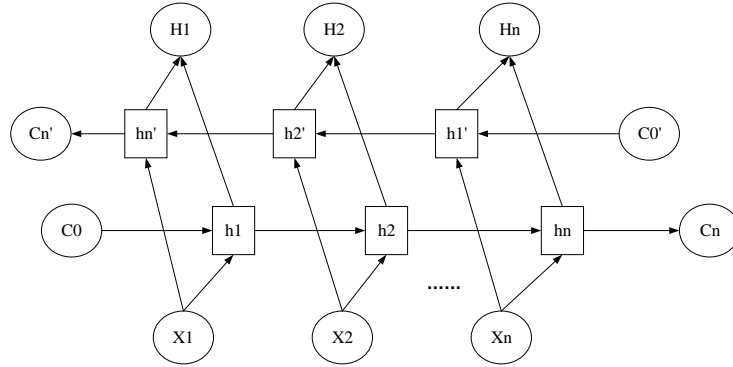 H1 H2 Hn
Cn' hn' h2' h1' C0'
C0 h1 h2 hn Cn
......
X1 X2 Xn